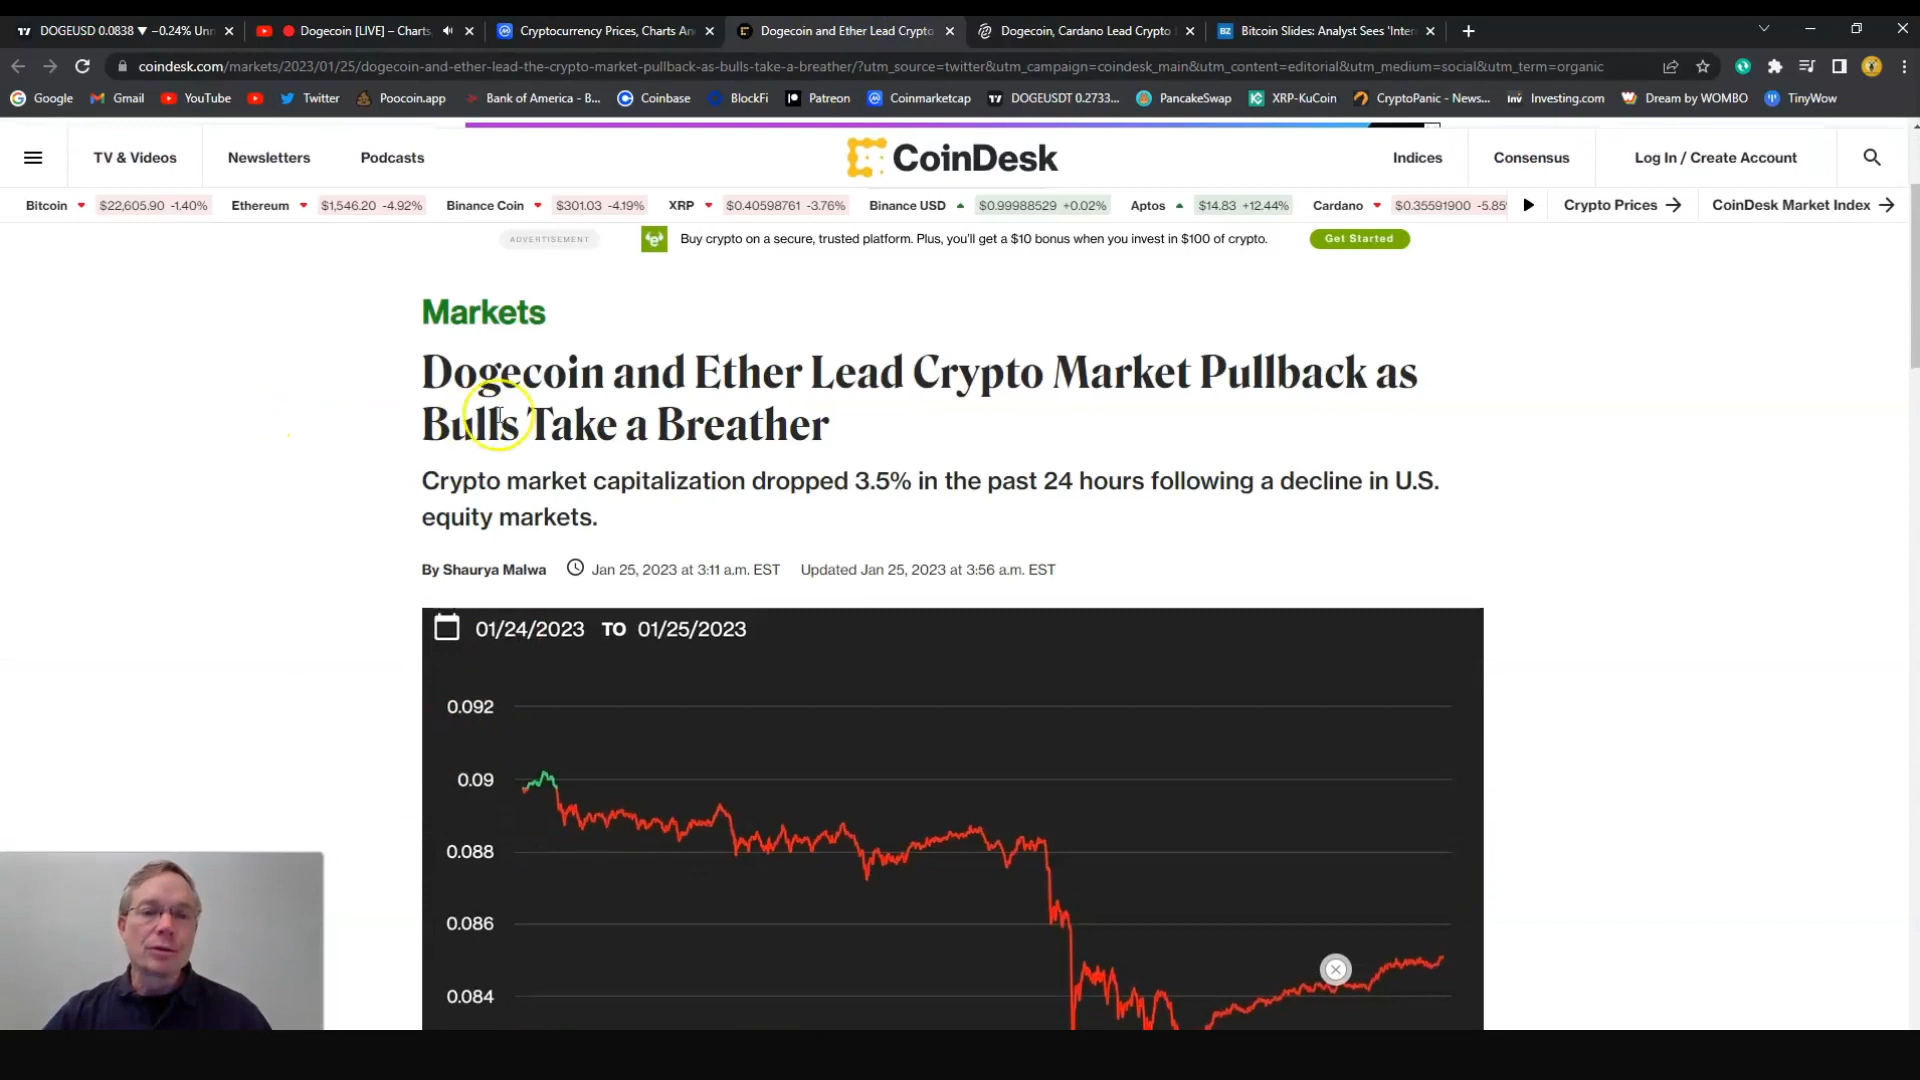 DOGEUSD 0.0838 ▼ −0.24% Unn
Dogecoin [LIVE] – Charts,
Cryptocurrency Prices, Charts An
Dogecoin and Ether Lead Crypto
Dogecoin, Cardano Lead Crypto
BZ Bitcoin Slides: Analyst Sees 'Inter
coindesk.com/markets/2023/01/25/dogecoin-and-ether-lead-the-crypto-market-pullback-as-bulls-take-a-breather/?utm_source=twitter&utm_campaign=coindesk_main&utm_content=editorial&utm_medium=social&utm_term=organic
Google Gmail YouTube Twitter Poocoin.app Bank of America - B... Coinbase BlockFi Patreon Coinmarketcap DOGEUSDT 0.2733... PancakeSwap XRP-KuCoin CryptoPanic - News... inv Investing.com Dream by WOMBO TinyWow
TV & Videos Newsletters Podcasts CoinDesk Indices Consensus Log In / Create Account
Bitcoin $22,605.90 -1.40% Ethereum $1,546.20 -4.92% Binance Coin $301.03 -4.19% XRP $0.40598761 -3.76% Binance USD $0.99988529 +0.02% Aptos $14.83 +12.44% Cardano $0.35591900 -5.85 Crypto Prices → CoinDesk Market Index →
ADVERTISEMENT Buy crypto on a secure, trusted platform. Plus, you'll get a $10 bonus when you invest in $100 of crypto. Get Started
Markets
Dogecoin and Ether Lead Crypto Market Pullback as
Bulls Take a Breather
Crypto market capitalization dropped 3.5% in the past 24 hours following a decline in U.S.
equity markets.
By Shaurya Malwa Jan 25, 2023 at 3:11 a.m. EST Updated Jan 25, 2023 at 3:56 a.m. EST
01/24/2023 TO 01/25/2023
0.092
0.09
0.088
0.086
0.084